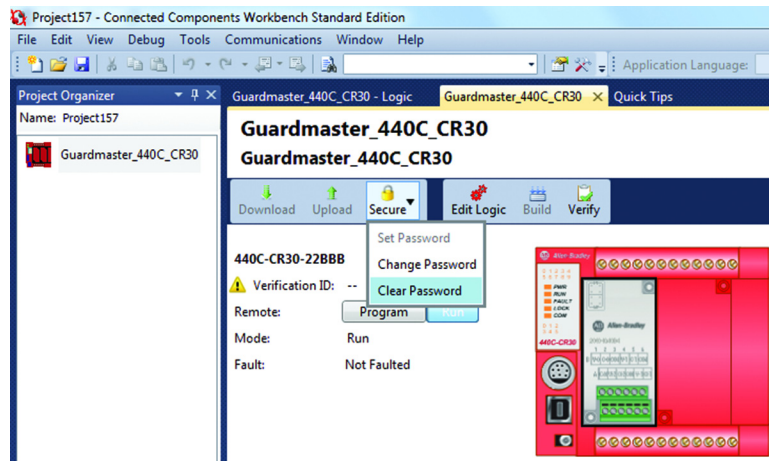 Project157 - Connected Components Workbench Standard Edition
File Edit View Debug Tools Communications Window Help
Application Language:
Project Organizer
Guardmaster_440C_CR30 - Logic Guardmaster_440C_CR30 Quick Tips
Name: Project157
Guardmaster_440C_CR30
Guardmaster_440C_CR30
Guardmaster_440C_CR30
Download Upload Secure Edit Logic Build Verify
Set Password
Change Password
Clear Password
440C-CR30-22BBB
Verification ID: --
Remote: Program Run
Mode: Run
Fault: Not Faulted
Allen-Bradley
PWR
RUN
FAULT
LOCK
COM
Allen-Bradley
440C-CR30